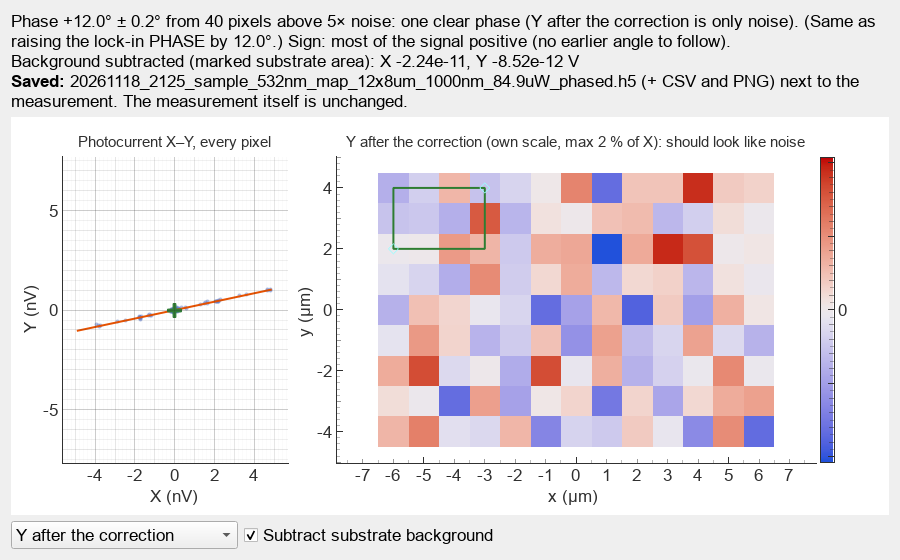 Phase +12.0° ± 0.2° from 40 pixels above 5× noise: one clear phase (Y after the correction is only noise). (Same as
raising the lock-in PHASE by 12.0°.) Sign: most of the signal positive (no earlier angle to follow).
Background subtracted (marked substrate area): X -2.24e-11, Y -8.52e-12 V
Saved: 20261118_2125_sample_532nm_map_12x8um_1000nm_84.9uW_phased.h5 (+ CSV and PNG) next to the
measurement. The measurement itself is unchanged.
Photocurrent X–Y, every pixel
5
0
-5
Y (nV)
-4 -2 0 2 4
X (nV)
Y after the correction (own scale, max 2 % of X): should look like noise
4
2
0
-2
-4
y (µm)
-7 -6 -5 -4 -3 -2 -1 0 1 2 3 4 5 6 7
x (µm)
0
Y after the correction
Subtract substrate background